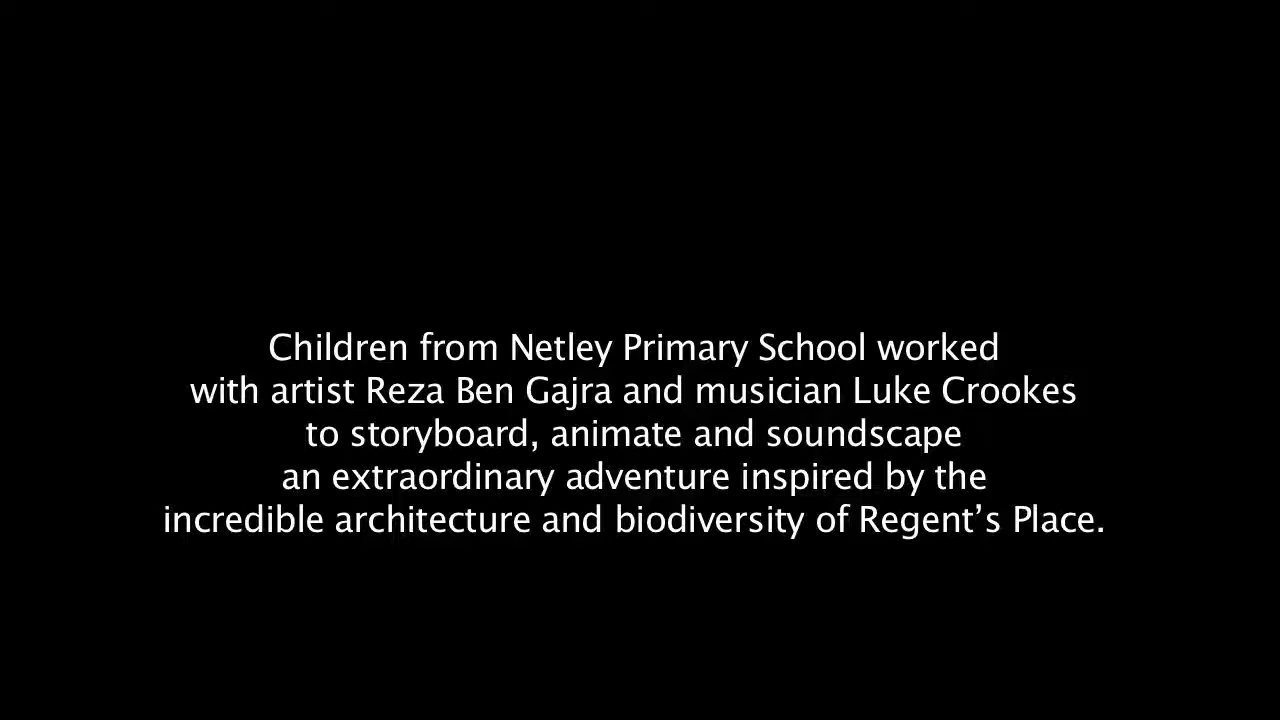 Children from Netley Primary School worked
with artist Reza Ben Gajra and musician Luke Crookes
to storyboard, animate and soundscape
an extraordinary adventure inspired by the
incredible architecture and biodiversity of Regent’s Place.